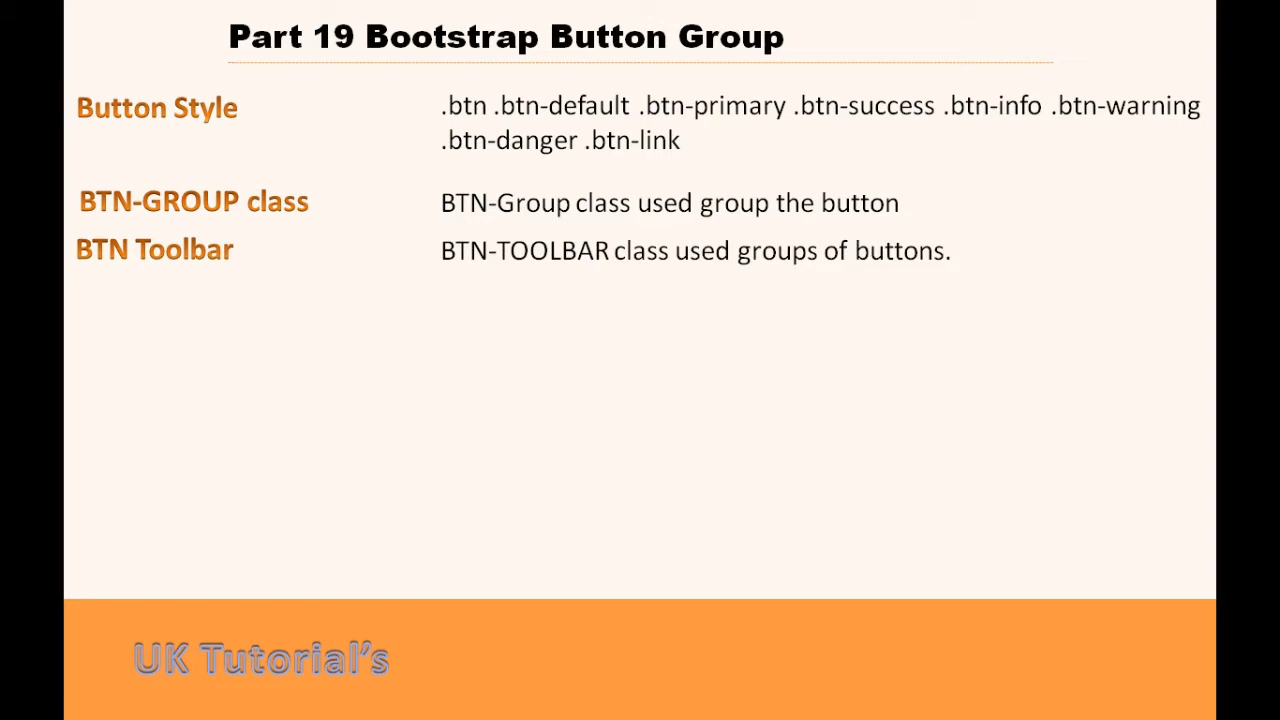 Part 19 Bootstrap Button Group
Button Style
.btn .btn-default .btn-primary .btn-success .btn-info .btn-warning
.btn-danger .btn-link
BTN-GROUP class
BTN-Group class used group the button
BTN Toolbar
BTN-TOOLBAR class used groups of buttons.
UK Tutorial’s